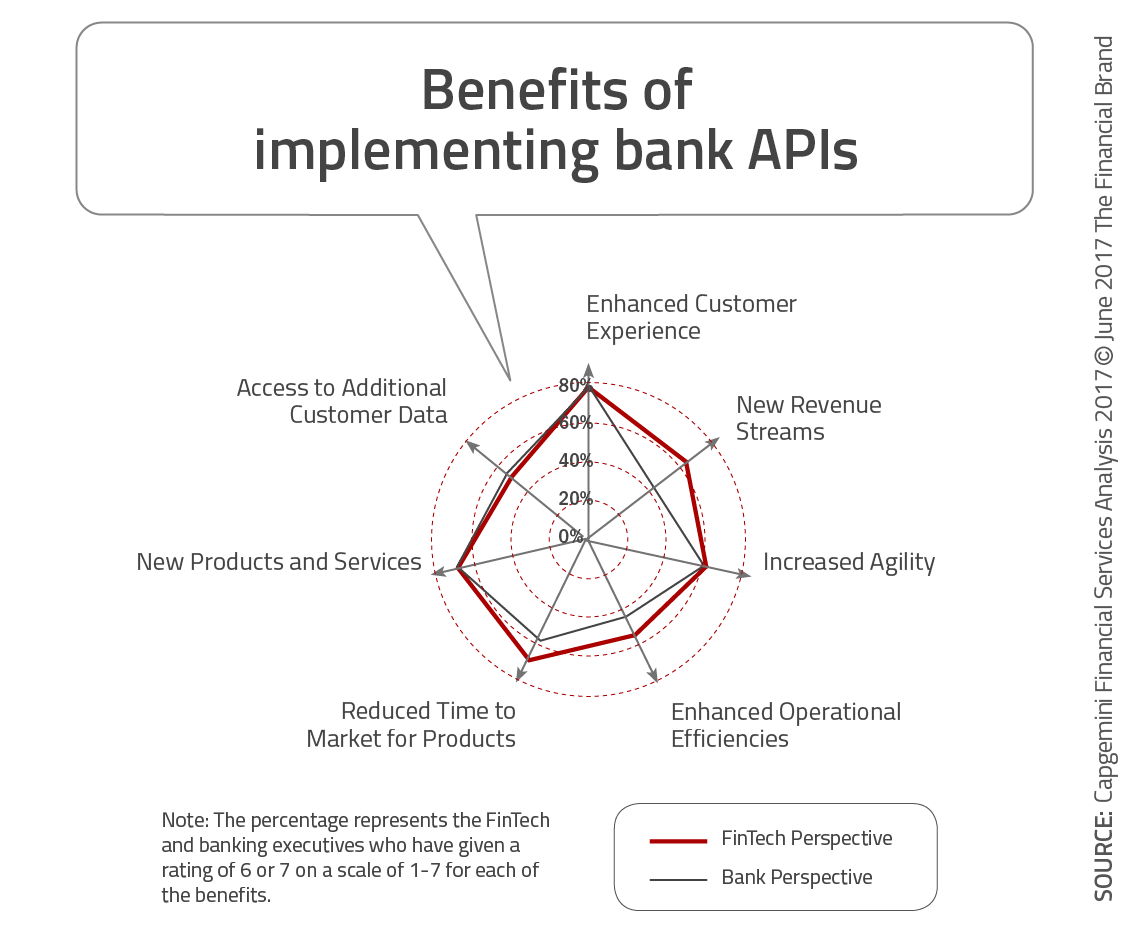 Benefits of
implementing bank APIs
Enhanced Customer
Experience
Access to Additional
Customer Data
New Revenue
Streams
80%
60%
40%
20%
0%
New Products and Services
Increased Agility
Reduced Time to
Market for Products
Enhanced Operational
Efficiencies
Note: The percentage represents the FinTech
and banking executives who have given a
rating of 6 or 7 on a scale of 1-7 for each of
the benefits.
FinTech Perspective
Bank Perspective
SOURCE: Capgemini Financial Services Analysis 2017 © June 2017 The Financial Brand